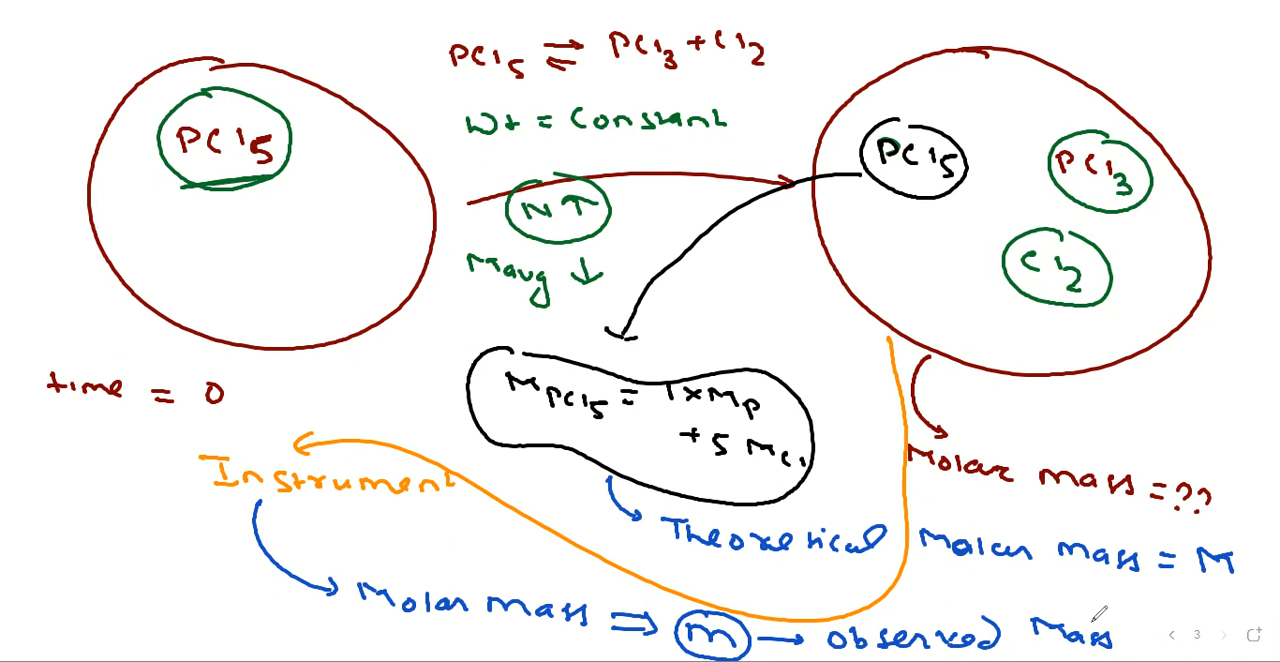 PCl5 ⇌ PCl3 + Cl2
PCl5
Wt = Constant
PCl5
PCl3
N ↑
Cl2
Mavg ↓
time = 0
MPCl5 = 1 x MP
+ 5 MCl
Molar mass = ??
Instrument
Theoretical Molar mass = M
Molar mass ⇒ m → observed Mass
3